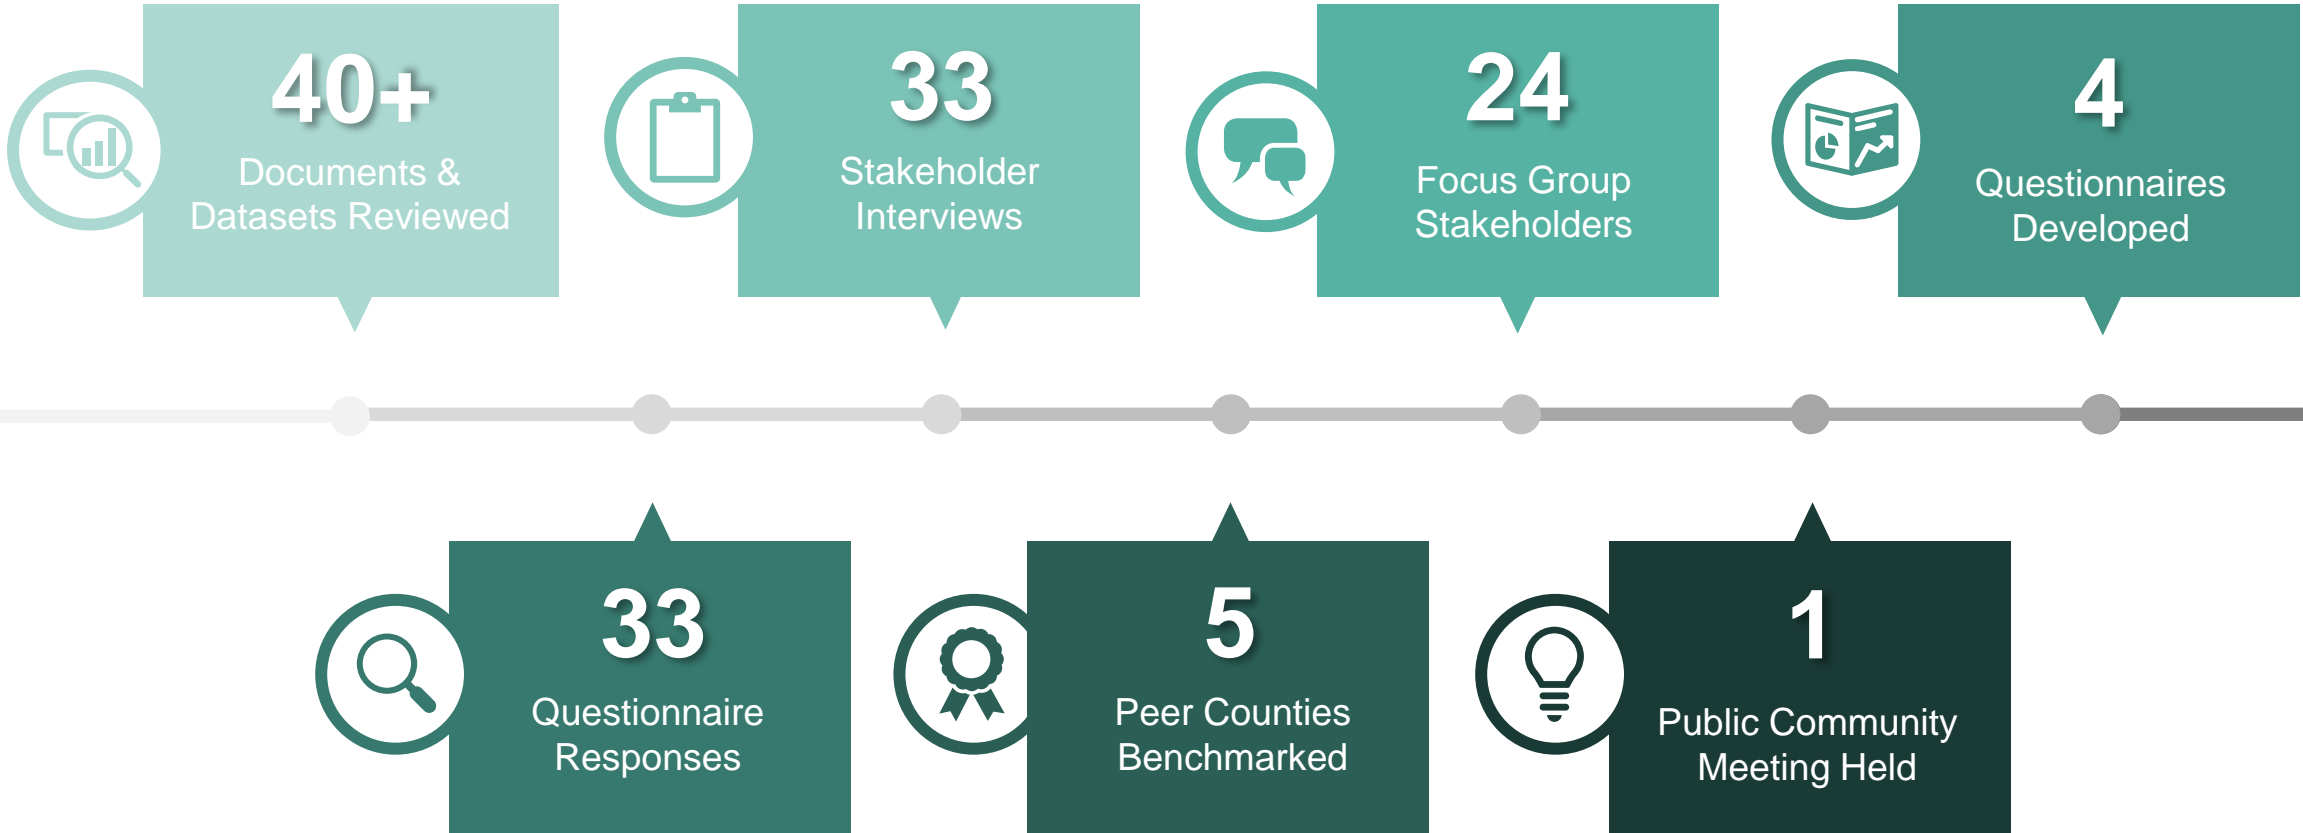 40+
Documents &
Datasets Reviewed
33
Stakeholder
Interviews
24
Focus Group
Stakeholders
4
Questionnaires
Developed
33
Questionnaire
Responses
5
Peer Counties
Benchmarked
1
Public Community
Meeting Held